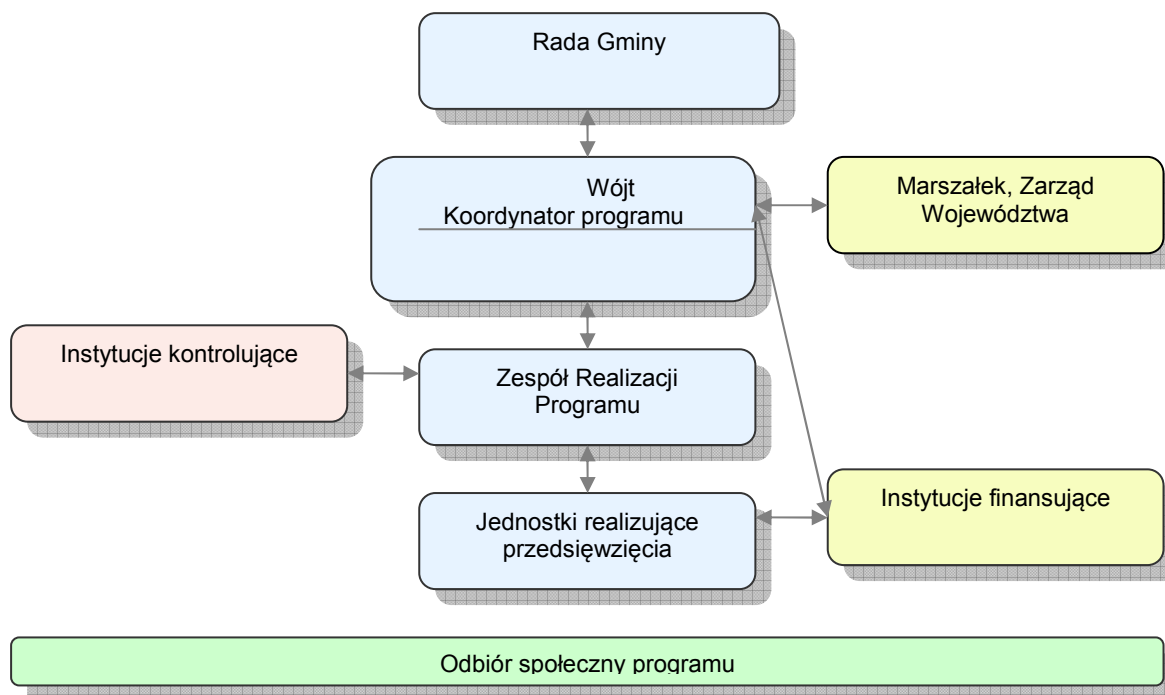 Rada Gminy
Wójt
Koordynator programu
Marszałek, Zarząd
Województwa
Instytucje kontrolujące
Zespół Realizacji
Programu
Jednostki realizujące
przedsięwzięcia
Instytucje finansujące
Odbiór społeczny programu